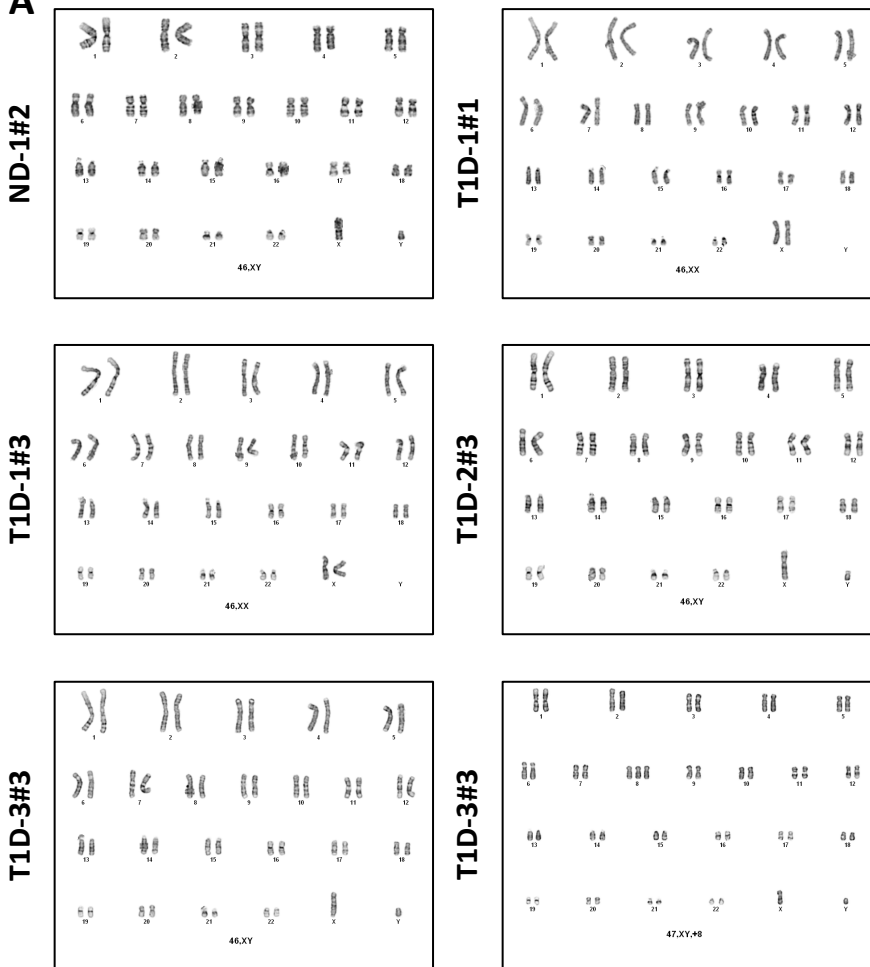 A
ND-1#2
1 2 3 4 5
6 7 8 9 10 11 12
13 14 15 16 17 18
19 20 21 22 X Y
46,XY
T1D-1#1
1 2 3 4 5
6 7 8 9 10 11 12
13 14 15 16 17 18
19 20 21 22 X Y
46,XX
T1D-1#3
1 2 3 4 5
6 7 8 9 10 11 12
13 14 15 16 17 18
19 20 21 22 X Y
46,XX
T1D-2#3
1 2 3 4 5
6 7 8 9 10 11 12
13 14 15 16 17 18
19 20 21 22 X Y
46,XY
T1D-3#3
1 2 3 4 5
6 7 8 9 10 11 12
13 14 15 16 17 18
19 20 21 22 X Y
46,XY
T1D-3#3
1 2 3 4 5
6 7 8 9 10 11 12
13 14 15 16 17 18
19 20 21 22 X Y
47,XY,+8